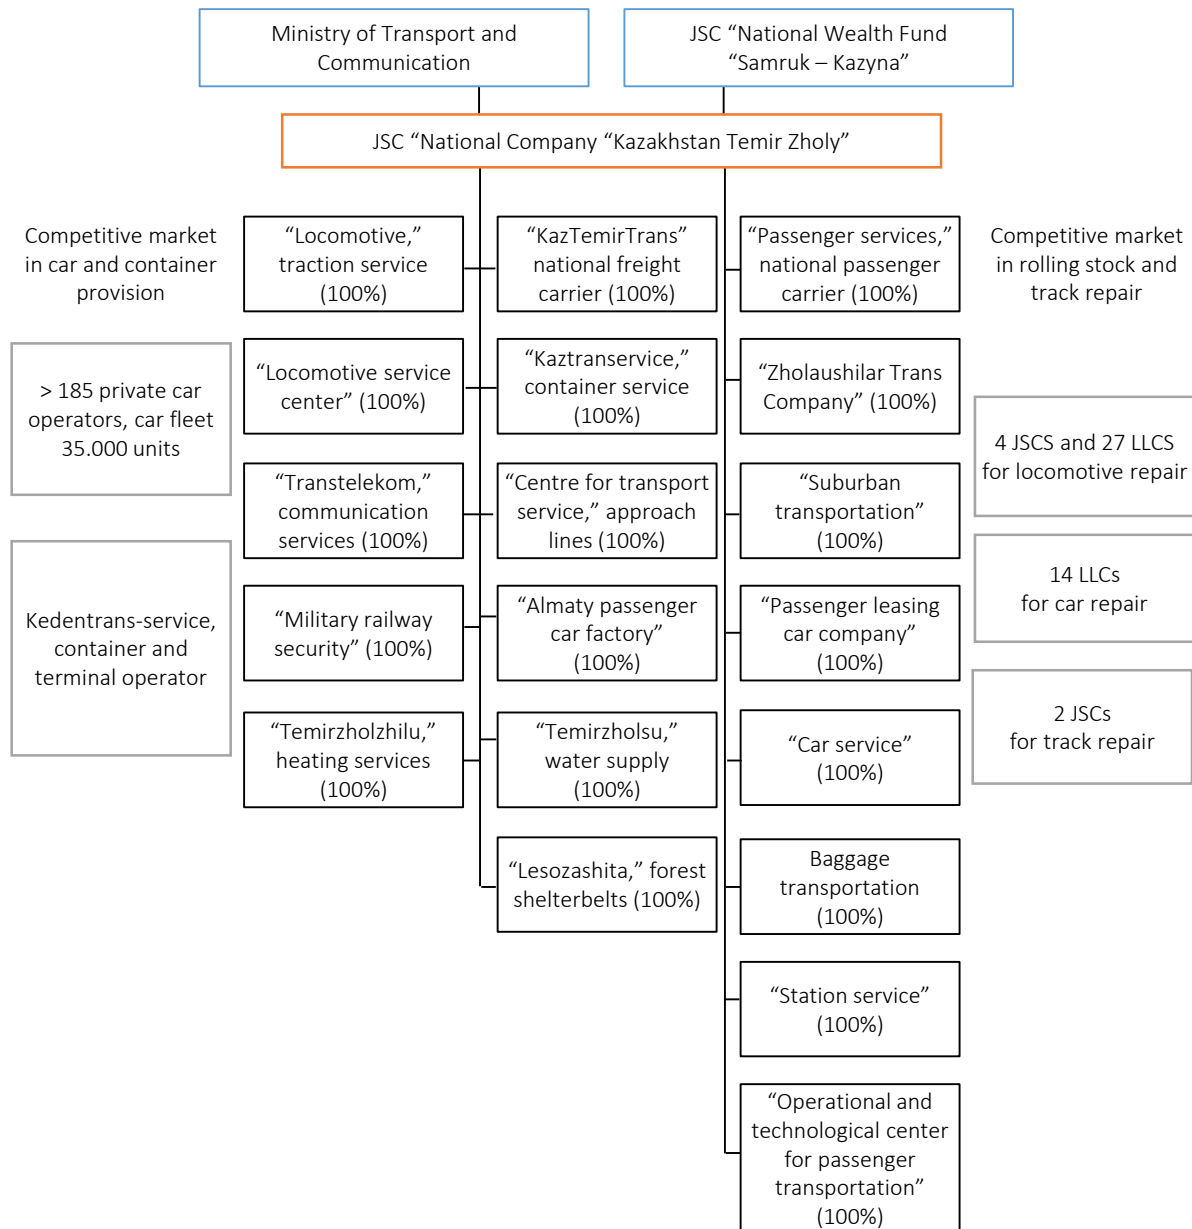 Ministry of Transport and
Communication
JSC “National Wealth Fund
“Samruk – Kazyna”
JSC “National Company “Kazakhstan Temir Zholy”
Competitive market
in car and container
provision
> 185 private car
operators, car fleet
35.000 units
Kedentrans-service,
container and
terminal operator
“Locomotive,”
traction service
(100%)
“Locomotive service
center” (100%)
“Transtelekom,”
communication
services (100%)
“Military railway
security” (100%)
“Temirzholzhilu,”
heating services
(100%)
“KazTemirTrans”
national freight
carrier (100%)
“Kaztranservice,”
container service
(100%)
“Centre for transport
service,” approach
lines (100%)
“Almaty passenger
car factory”
(100%)
“Temirzholsu,”
water supply
(100%)
“Lesozashita,” forest
shelterbelts (100%)
“Passenger services,”
national passenger
carrier (100%)
“Zholaushilar Trans
Company” (100%)
“Suburban
transportation”
(100%)
“Passenger leasing
car company”
(100%)
“Car service”
(100%)
Baggage
transportation
(100%)
“Station service”
(100%)
“Operational and
technological center
for passenger
transportation”
(100%)
Competitive market
in rolling stock and
track repair
4 JSCS and 27 LLCS
for locomotive repair
14 LLCs
for car repair
2 JSCs
for track repair